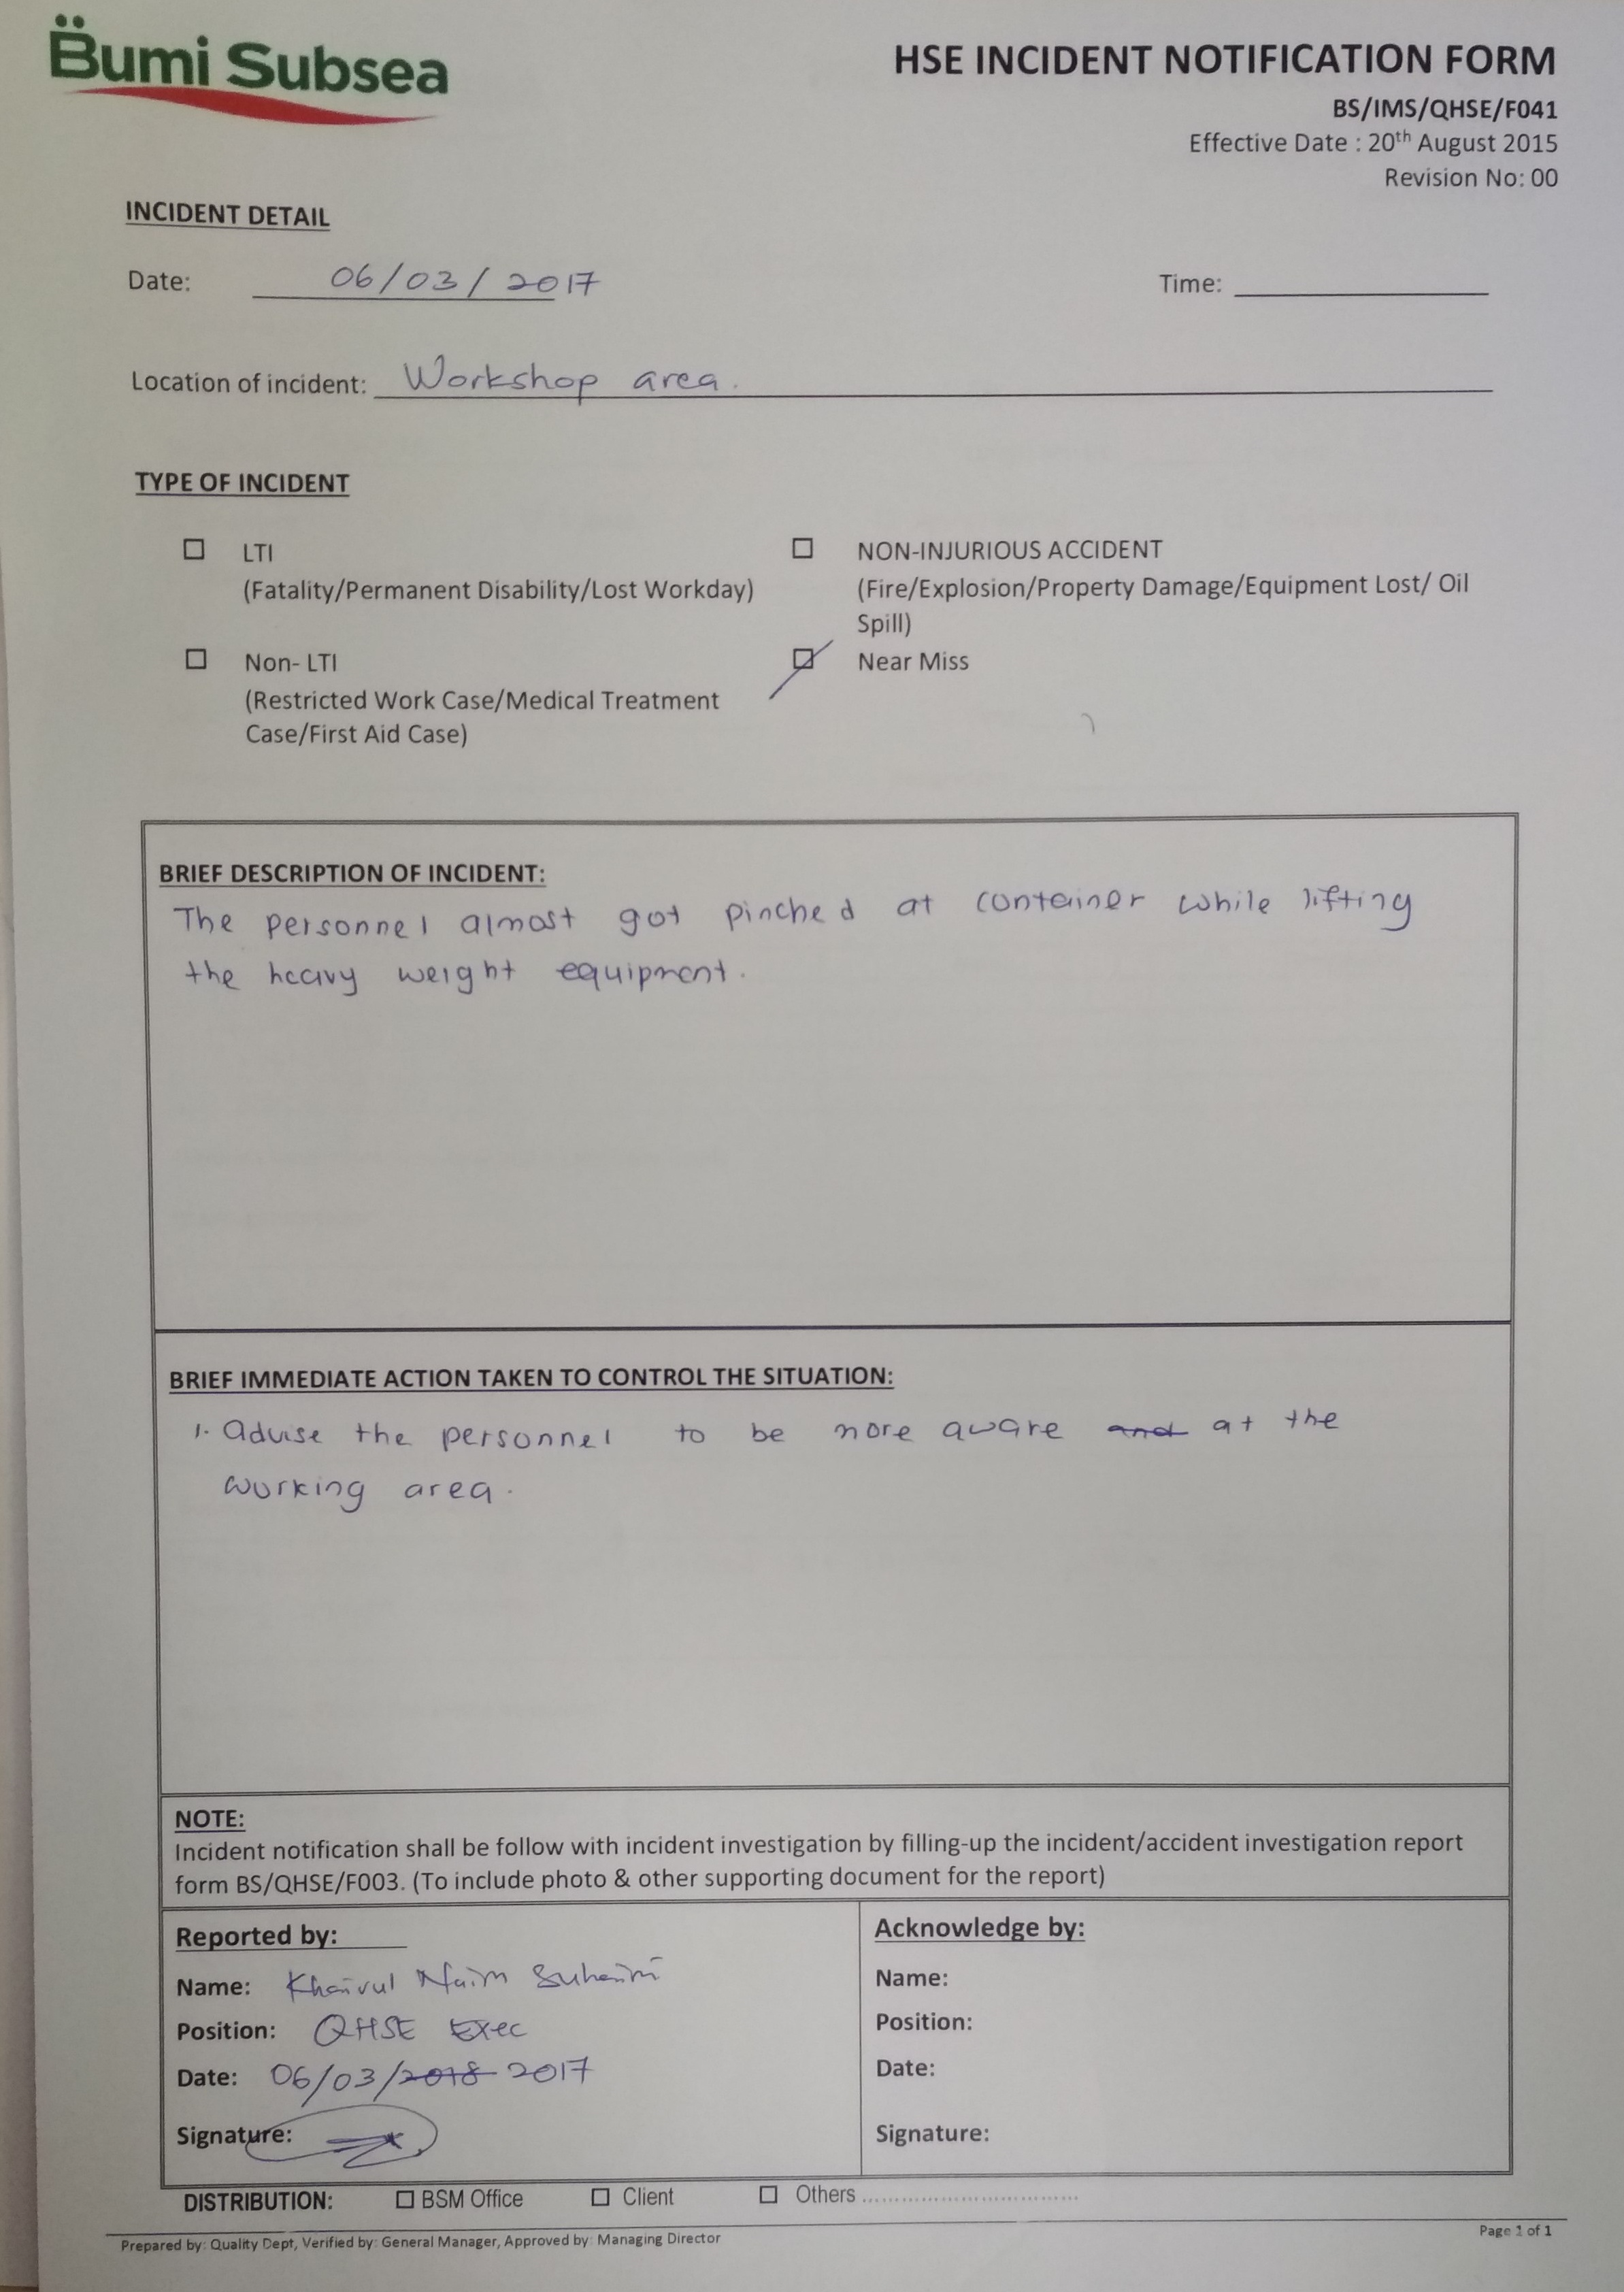 Bumi Subsea
HSE INCIDENT NOTIFICATION FORM
BS/IMS/QHSE/F041
Effective Date : 20th August 2015
Revision No: 00
INCIDENT DETAIL
Date: 06/03/2017
Time:
Location of incident: Workshop area.
TYPE OF INCIDENT
☐ LTI
(Fatality/Permanent Disability/Lost Workday)
☐ NON-INJURIOUS ACCIDENT
(Fire/Explosion/Property Damage/Equipment Lost/ Oil
Spill)
☐ Non- LTI
(Restricted Work Case/Medical Treatment
Case/First Aid Case)
☑ Near Miss
BRIEF DESCRIPTION OF INCIDENT:
The personnel almost got pinched at container while lifting
the heavy weight equipment.
BRIEF IMMEDIATE ACTION TAKEN TO CONTROL THE SITUATION:
1. Advise the personnel to be more aware and at the
working area.
NOTE:
Incident notification shall be follow with incident investigation by filling-up the incident/accident investigation report
form BS/QHSE/F003. (To include photo & other supporting document for the report)
Reported by:
Name: Khairul Naim Suhaimi
Position: QHSE Exec
Date: 06/03/2018 2017
Signature:
Acknowledge by:
Name:
Position:
Date:
Signature:
DISTRIBUTION: ☐ BSM Office ☐ Client ☐ Others ................................
Prepared by: Quality Dept, Verified by: General Manager, Approved by: Managing Director
Page 1 of 1